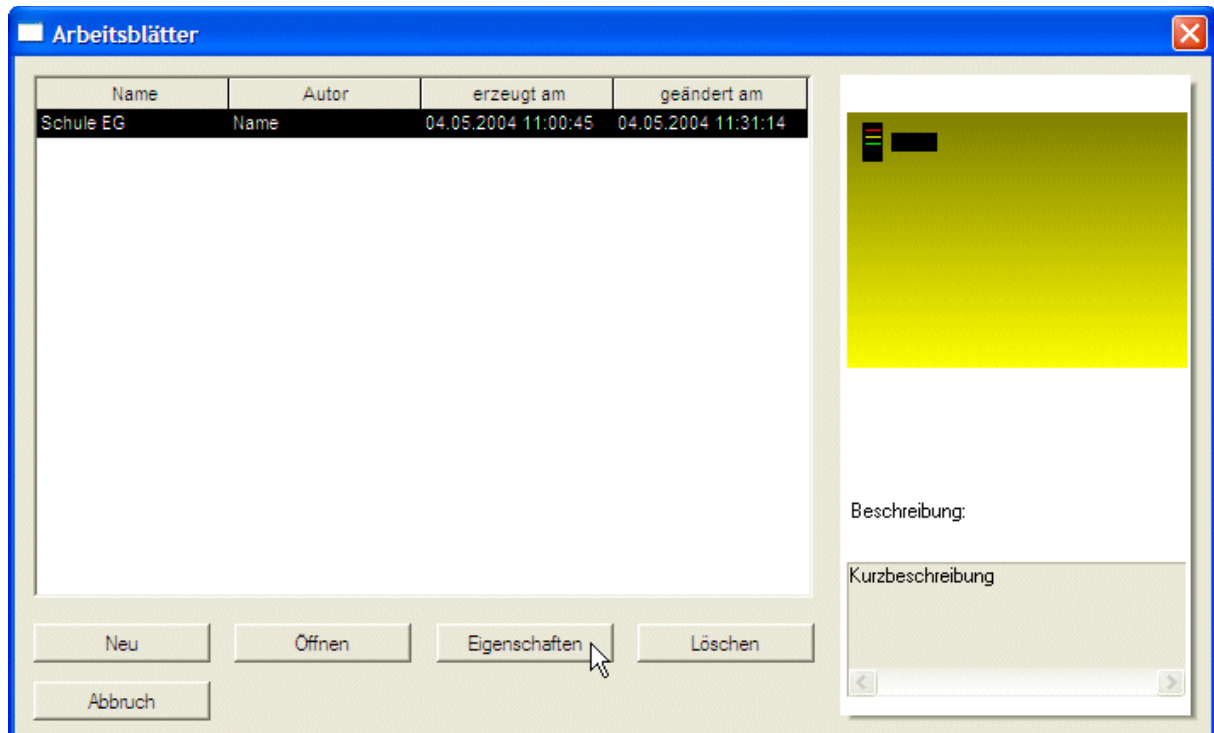 Arbeitsblätter
Name Autor erzeugt am geändert am
Schule EG Name 04.05.2004 11:00:45 04.05.2004 11:31:14
Beschreibung:
Kurzbeschreibung
Neu Öffnen Eigenschaften Löschen
Abbruch